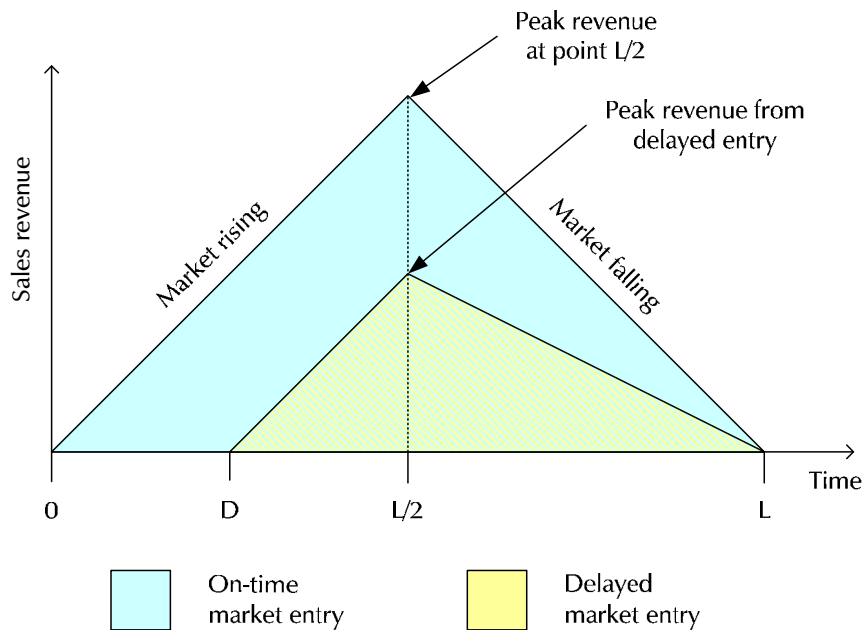 Peak revenue
at point L/2
Peak revenue from
delayed entry
Sales revenue
Market rising
Market falling
Time
0
D
L/2
L
On-time
market entry
Delayed
market entry